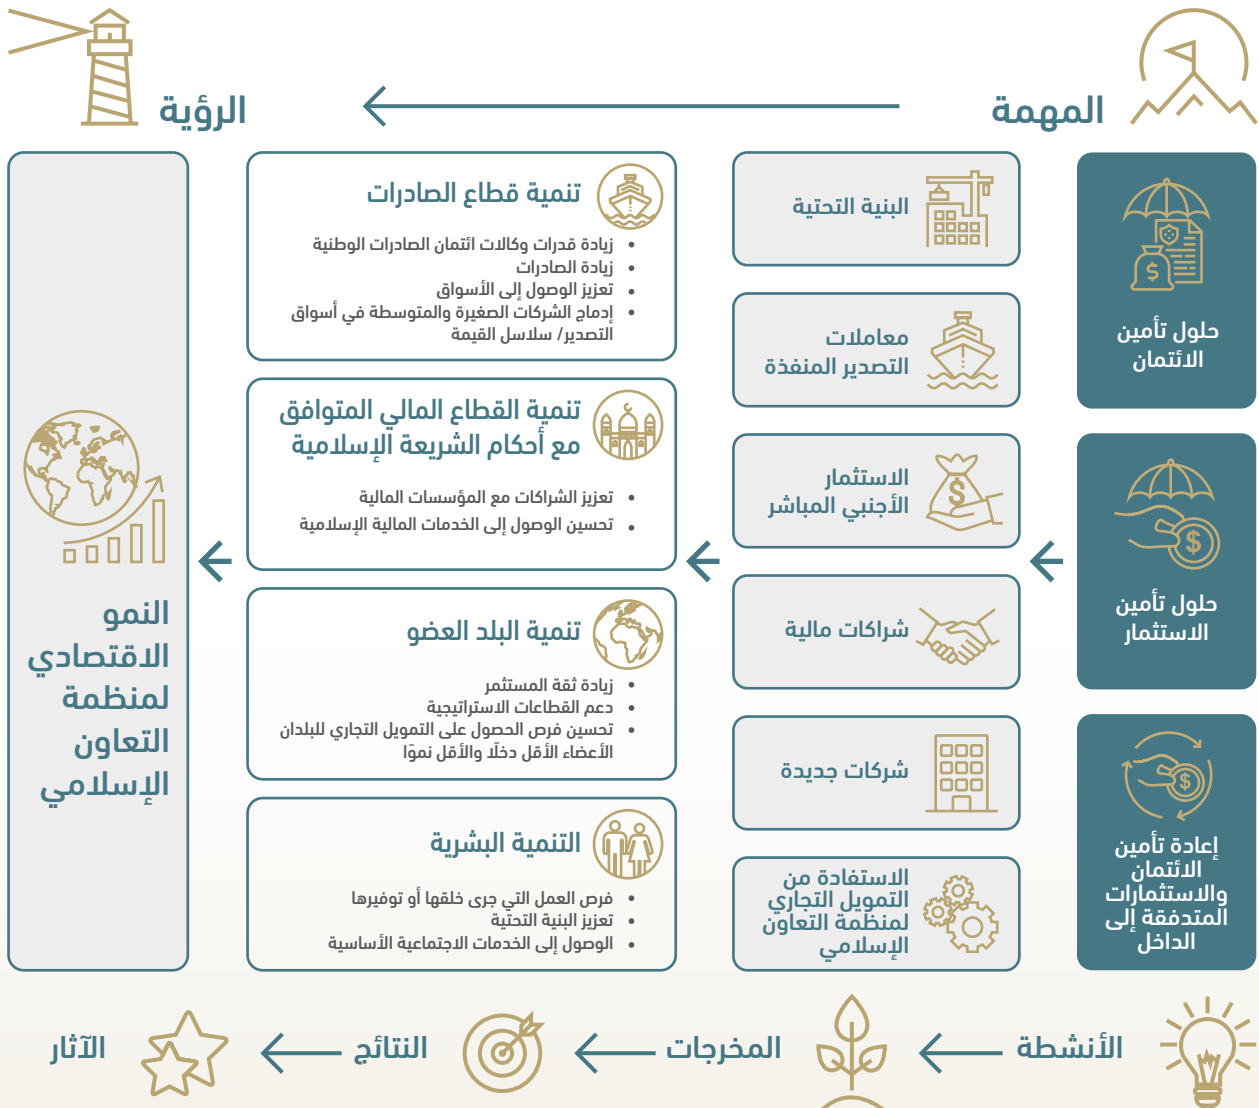 المهمة
الرؤية
حلول تأمين
الائتمان
حلول تأمين
الاستثمار
إعادة تأمين
الائتمان
والاستثمارات
المتدفقة إلى
الداخل
البنية التحتية
معاملات
التصدير المنفذة
الاستثمار
الأجنبي المباشر
شراكات مالية
شركات جديدة
الاستفادة من
التمويل التجاري
لمنظمة التعاون
الإسلامي
تنمية قطاع الصادرات
• زيادة قدرات وكالات ائتمان الصادرات الوطنية
• زيادة الصادرات
• تعزيز الوصول إلى الأسواق
• إدماج الشركات الصغيرة والمتوسطة في أسواق
التصدير/ سلاسل القيمة
تنمية القطاع المالي المتوافق
مع أحكام الشريعة الإسلامية
• تعزيز الشراكات مع المؤسسات المالية
• تحسين الوصول إلى الخدمات المالية الإسلامية
تنمية البلد العضو
• زيادة ثقة المستثمر
• دعم القطاعات الاستراتيجية
• تحسين فرص الحصول على التمويل التجاري للبلدان
الأعضاء الأقل دخلًا والأقل نموًا
التنمية البشرية
• فرص العمل التي جرى خلقها أو توفيرها
• تعزيز البنية التحتية
• الوصول إلى الخدمات الاجتماعية الأساسية
النمو
الاقتصادي
لمنظمة
التعاون
الإسلامي
الأنشطة
المخرجات
النتائج
الآثار